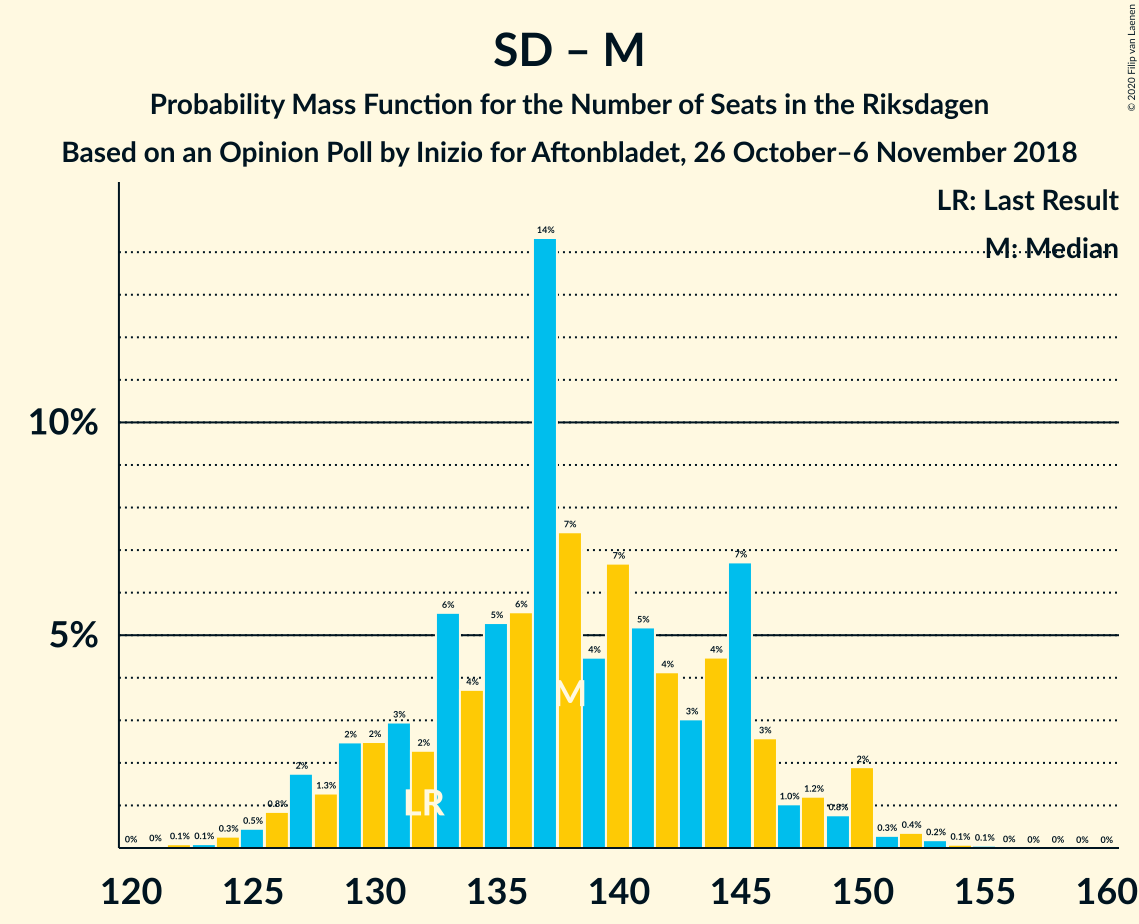 SD – M
Probability Mass Function for the Number of Seats in the Riksdagen
Based on an Opinion Poll by Inizio for Aftonbladet, 26 October–6 November 2018
© 2020 Filip van Laenen
LR: Last Result
M: Median
10%
5%
0% 0% 0.1% 0.1% 0.3% 0.5% 0.8% 2% 1.3% 2% 2% 3% 2% 6% 4% 5% 6% 14% 7% 4% 7% 5% 4% 3% 4% 7% 3% 1.0% 1.2% 0.8% 2% 0.3% 0.4% 0.2% 0.1% 0.1% 0% 0% 0% 0% 0%
M
LR
120 125 130 135 140 145 150 155 160